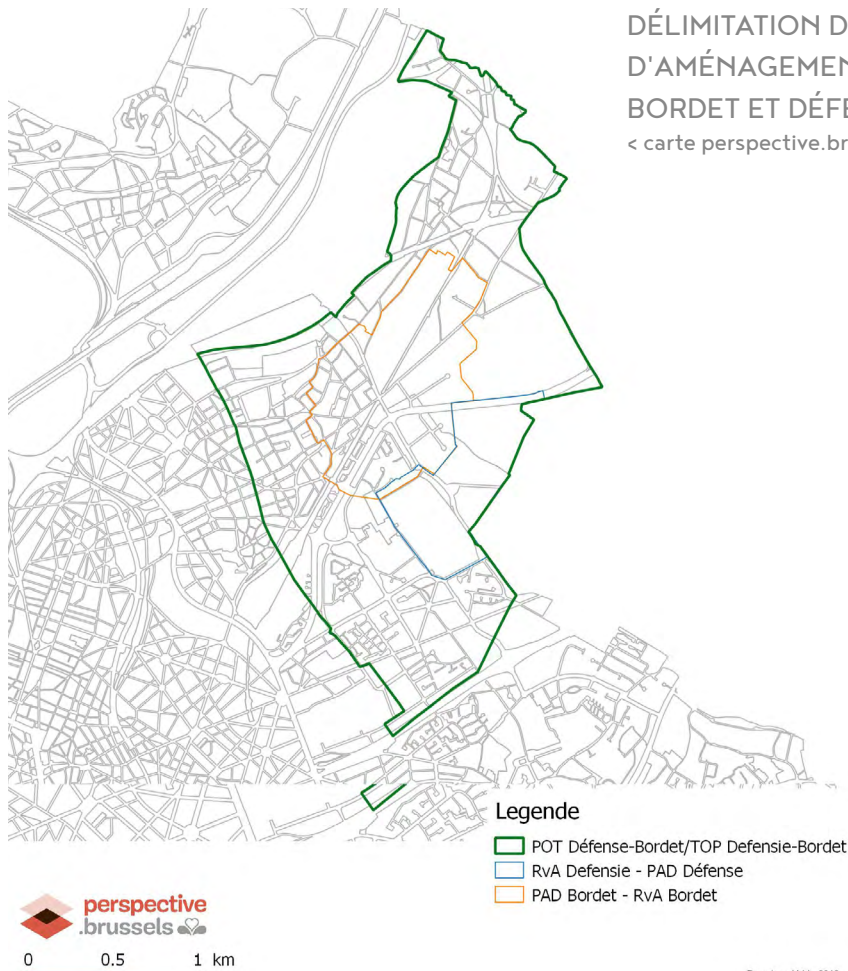 DÉLIMITATION D
D'AMÉNAGEMEN
BORDET ET DÉFE
< carte perspective.br
Legende
POT Défense-Bordet/TOP Defensie-Bordet
RvA Defensie - PAD Défense
PAD Bordet - RvA Bordet
perspective
.brussels
0 0.5 1 km